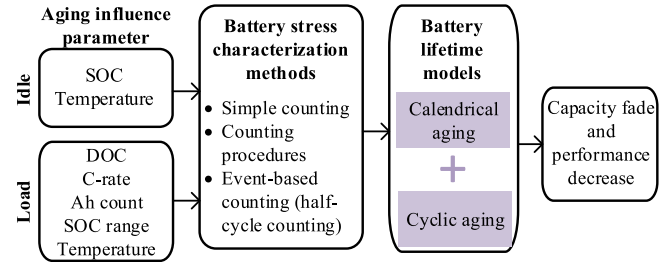 Aging influence
parameter
Idle
SOC
Temperature
Load
DOC
C-rate
Ah count
SOC range
Temperature
Battery stress
characterization
methods
• Simple counting
• Counting
procedures
• Event-based
counting (half-
cycle counting)
Battery
lifetime
models
Calendrical
aging
+
Cyclic aging
Capacity fade
and
performance
decrease